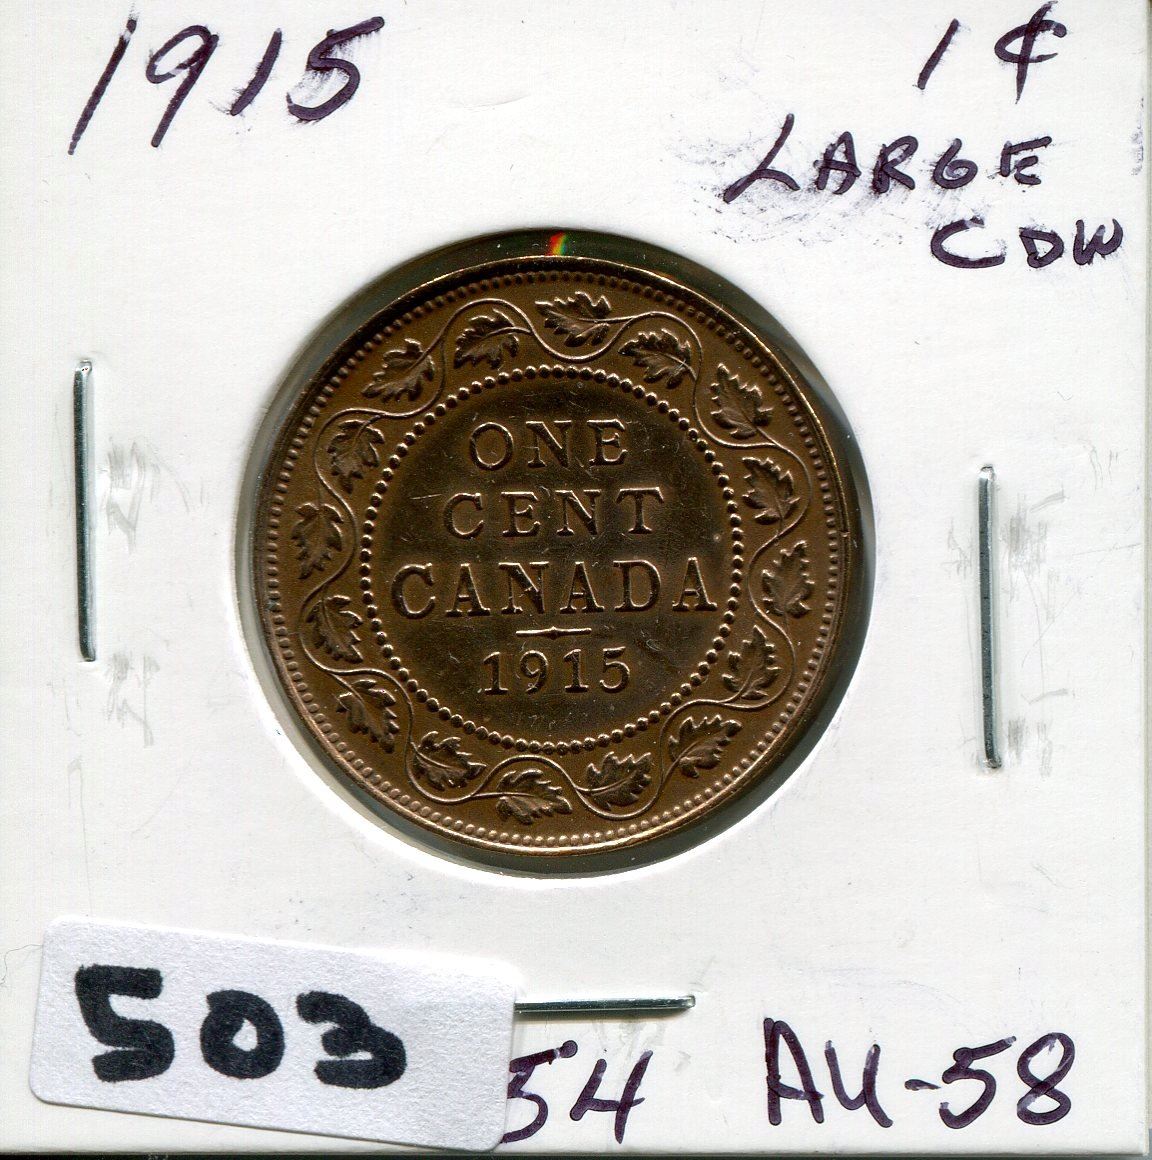 1915 1¢
LARGE
CDW
ONE
CENT
CANADA
1915
503 54 AU-58